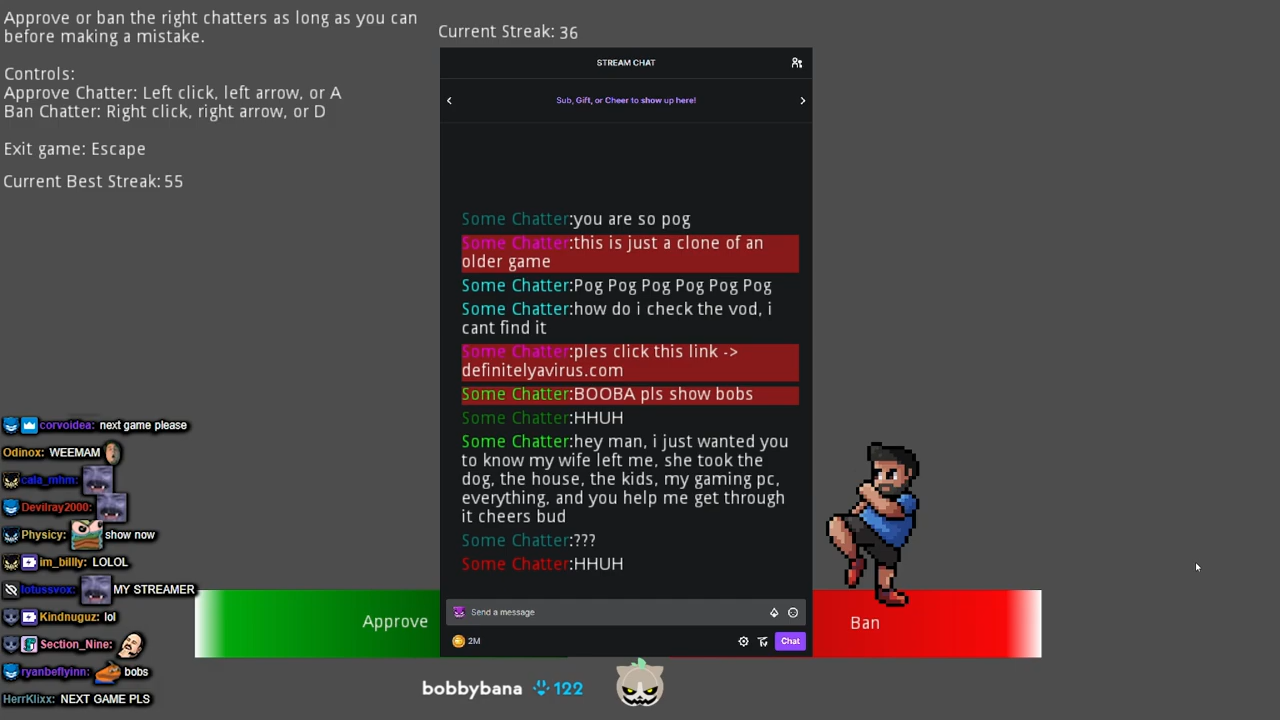 Approve or ban the right chatters as long as you can
before making a mistake.
Controls:
Approve Chatter: Left click, left arrow, or A
Ban Chatter: Right click, right arrow, or D
Exit game: Escape
Current Best Streak: 55
Current Streak: 36
STREAM CHAT
Sub, Gift, or Cheer to show up here!
Some Chatter:you are so pog
Some Chatter:this is just a clone of an
older game
Some Chatter:Pog Pog Pog Pog Pog Pog
Some Chatter:how do i check the vod, i
cant find it
Some Chatter:ples click this link ->
definitelyavirus.com
Some Chatter:BOOBA pls show bobs
Some Chatter:HHUH
Some Chatter:hey man, i just wanted you
to know my wife left me, she took the
dog, the house, the kids, my gaming pc,
everything, and you help me get through
it cheers bud
Some Chatter:???
Some Chatter:HHUH
Send a message
2M
Chat
Approve
Ban
corvoidea: next game please
Odinox: WEEMAM
cala_mhm:
Devilray2000:
Physicy: show now
im_billly: LOLOL
lotussvox: MY STREAMER
Kindnuguz: lol
Section_Nine:
ryanbeflyinn: bobs
HerrKlixx: NEXT GAME PLS
bobbybana 122